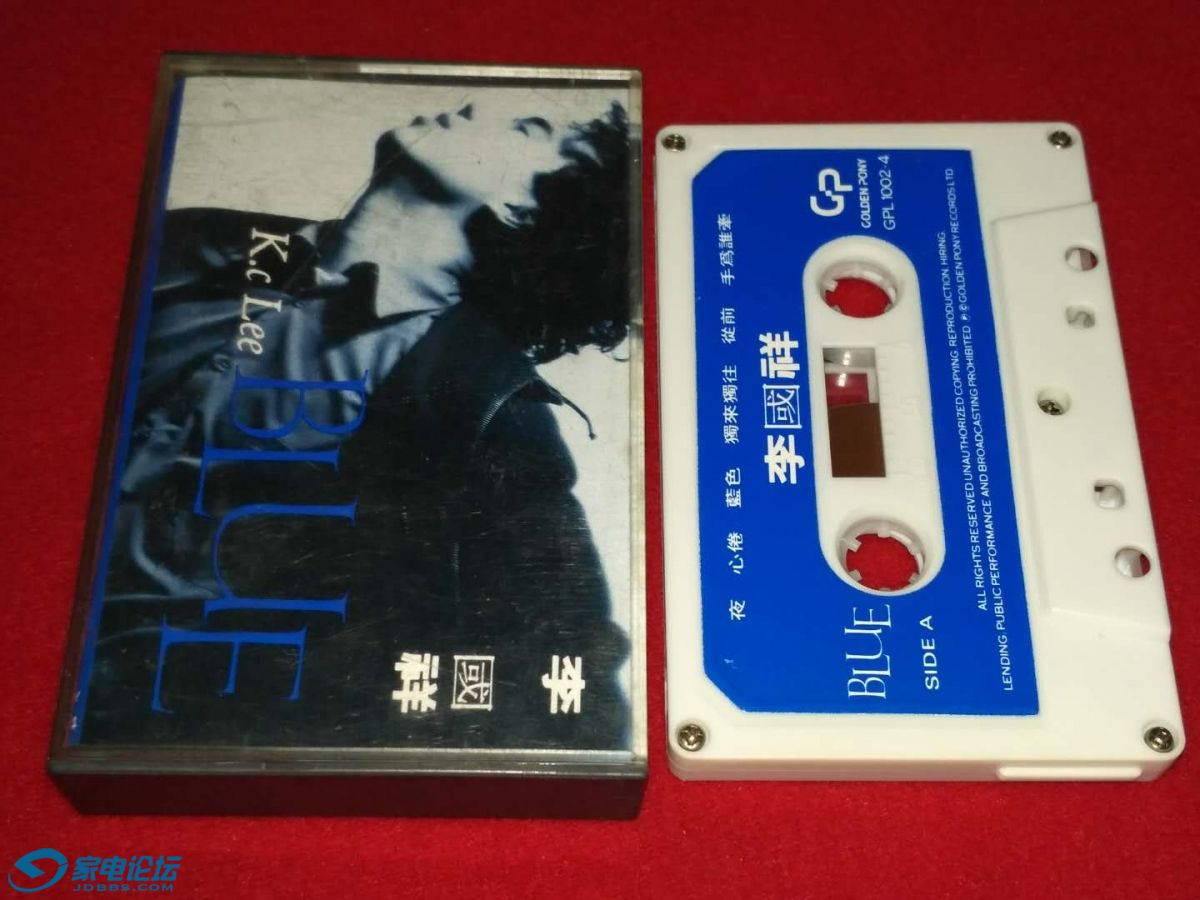 K.c Lee
BLUE
李國祥
GP
GOLDEN PONY
GPL 1002-4
夜 心倦 藍色 獨來獨往 從前 手爲誰牽
李國祥
BLUE
SIDE A
ALL RIGHTS RESERVED UNAUTHORIZED COPYING. REPRODUCTION. HIRING.
LENDING. PUBLIC PERFORMANCE AND BROADCASTING PROHIBITED ℗ © GOLDEN PONY RECORDS LTD
家电论坛
JDBBS.COM